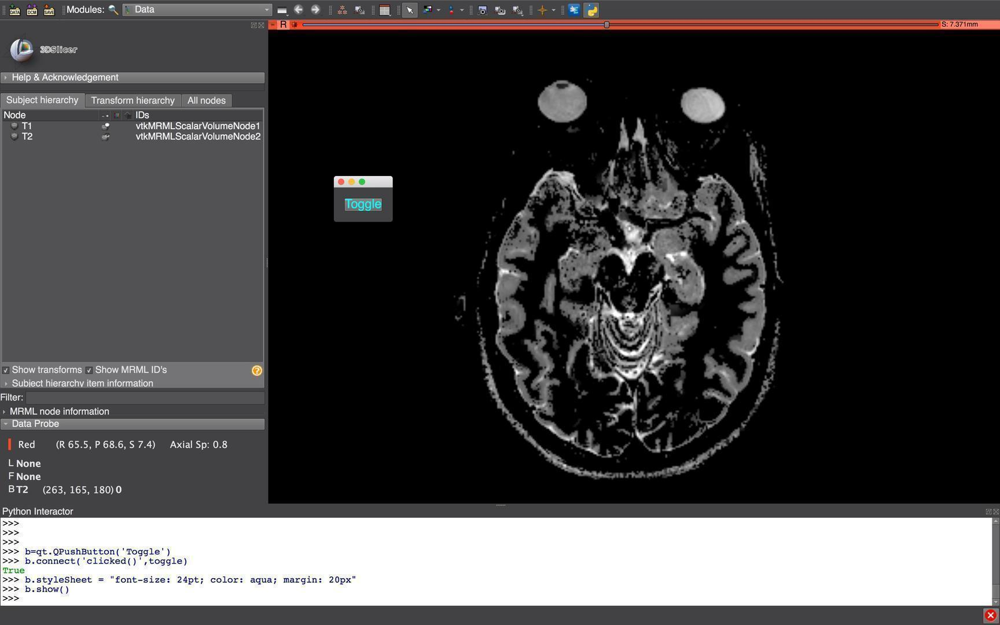 DATA DCM SAVE Modules: Data
R S: 7.371mm
3DSlicer
Help & Acknowledgement
Subject hierarchy Transform hierarchy All nodes
Node IDs
T1 vtkMRMLScalarVolumeNode1
T2 vtkMRMLScalarVolumeNode2
Toggle
Show transforms Show MRML ID's
Subject hierarchy item information
Filter:
MRML node information
Data Probe
Red (R 65.5, P 68.6, S 7.4) Axial Sp: 0.8
L None
F None
B T2 (263, 165, 180) 0
Python Interactor
>>>
>>>
>>>
>>> b=qt.QPushButton('Toggle')
>>> b.connect('clicked()',toggle)
True
>>> b.styleSheet = "font-size: 24pt; color: aqua; margin: 20px"
>>> b.show()
>>>